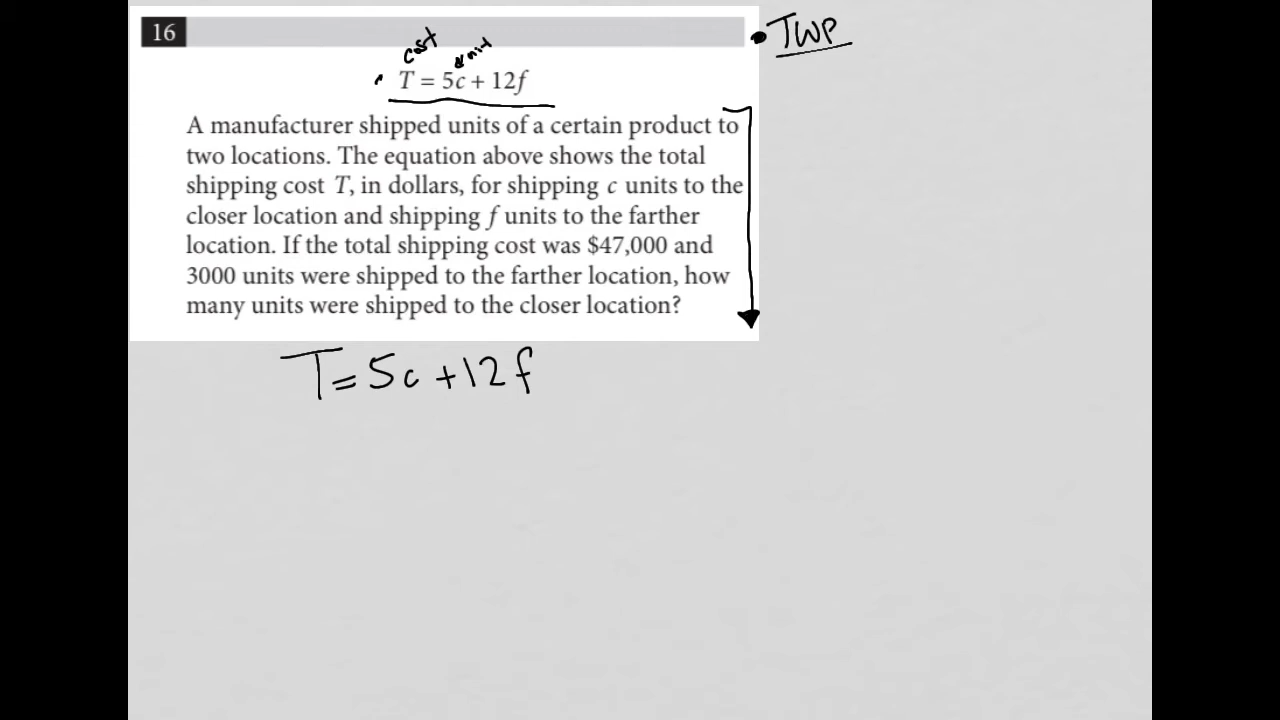 16
TWP
cost
unit
T = 5c + 12f
A manufacturer shipped units of a certain product to
two locations. The equation above shows the total
shipping cost T, in dollars, for shipping c units to the
closer location and shipping f units to the farther
location. If the total shipping cost was $47,000 and
3000 units were shipped to the farther location, how
many units were shipped to the closer location?
T = 5c + 12f